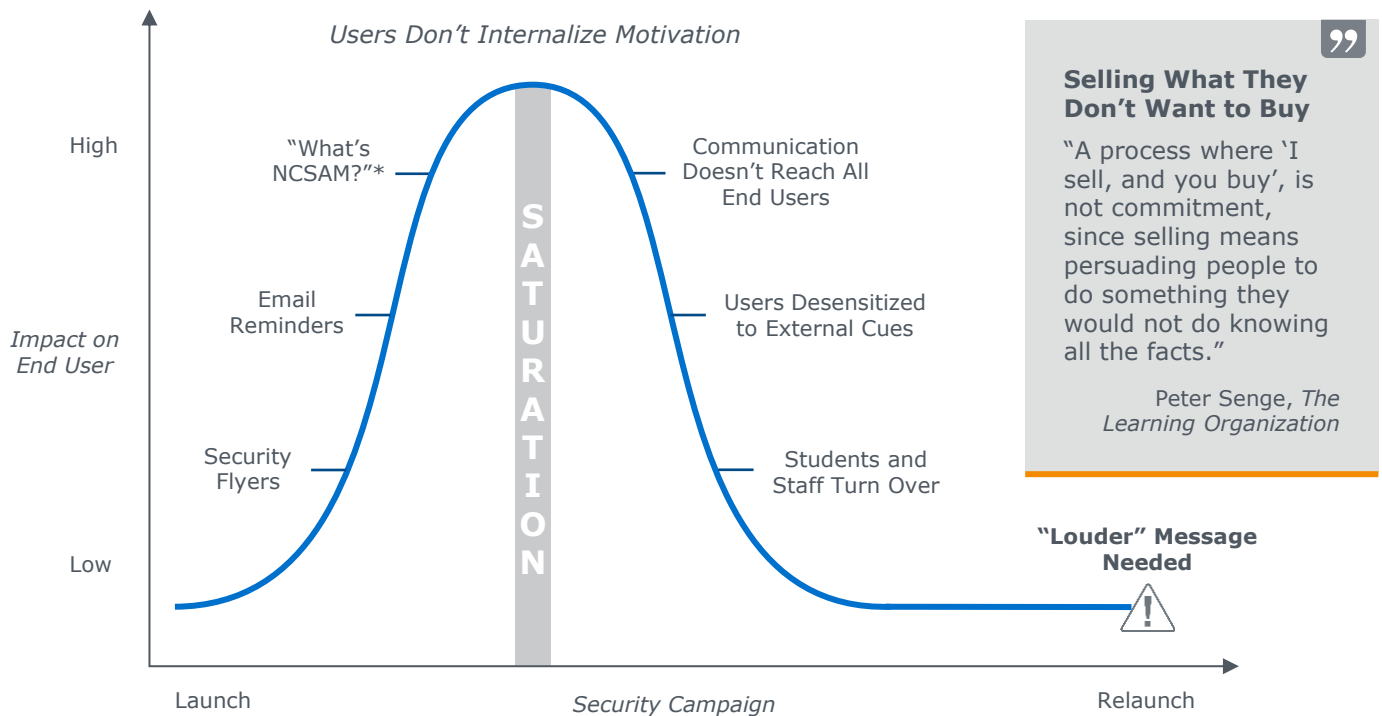 Users Don’t Internalize Motivation
High
Impact on
End User
Low
“What’s
NCSAM?”*
Email
Reminders
Security
Flyers
SATURATION
Communication
Doesn’t Reach All
End Users
Users Desensitized
to External Cues
Students and
Staff Turn Over
“Louder” Message
Needed
!
Launch
Security Campaign
Relaunch
”
Selling What They
Don’t Want to Buy
“A process where ‘I
sell, and you buy’, is
not commitment,
since selling means
persuading people to
do something they
would not do knowing
all the facts.”
Peter Senge, The
Learning Organization